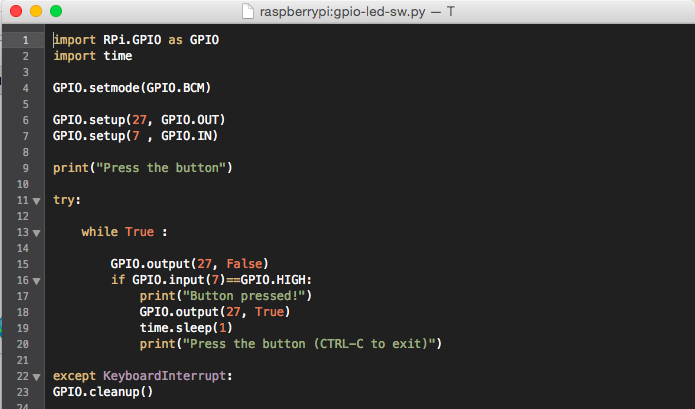 raspberrypi:gpio-led-sw.py — T
1 import RPi.GPIO as GPIO
2 import time
3
4 GPIO.setmode(GPIO.BCM)
5
6 GPIO.setup(27, GPIO.OUT)
7 GPIO.setup(7 , GPIO.IN)
8
9 print("Press the button")
10
11 try:
12
13     while True :
14
15         GPIO.output(27, False)
16         if GPIO.input(7)==GPIO.HIGH:
17             print("Button pressed!")
18             GPIO.output(27, True)
19             time.sleep(1)
20             print("Press the button (CTRL-C to exit)")
21
22 except KeyboardInterrupt:
23 GPIO.cleanup()
24